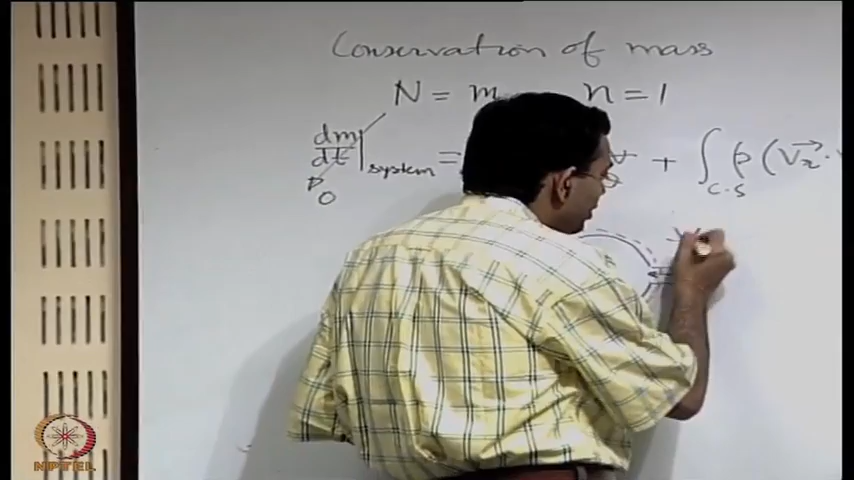 Conservation of mass
N = m n = 1
dm/dt |system = + ∫C.S ρ (Vr ·
0
NPTEL